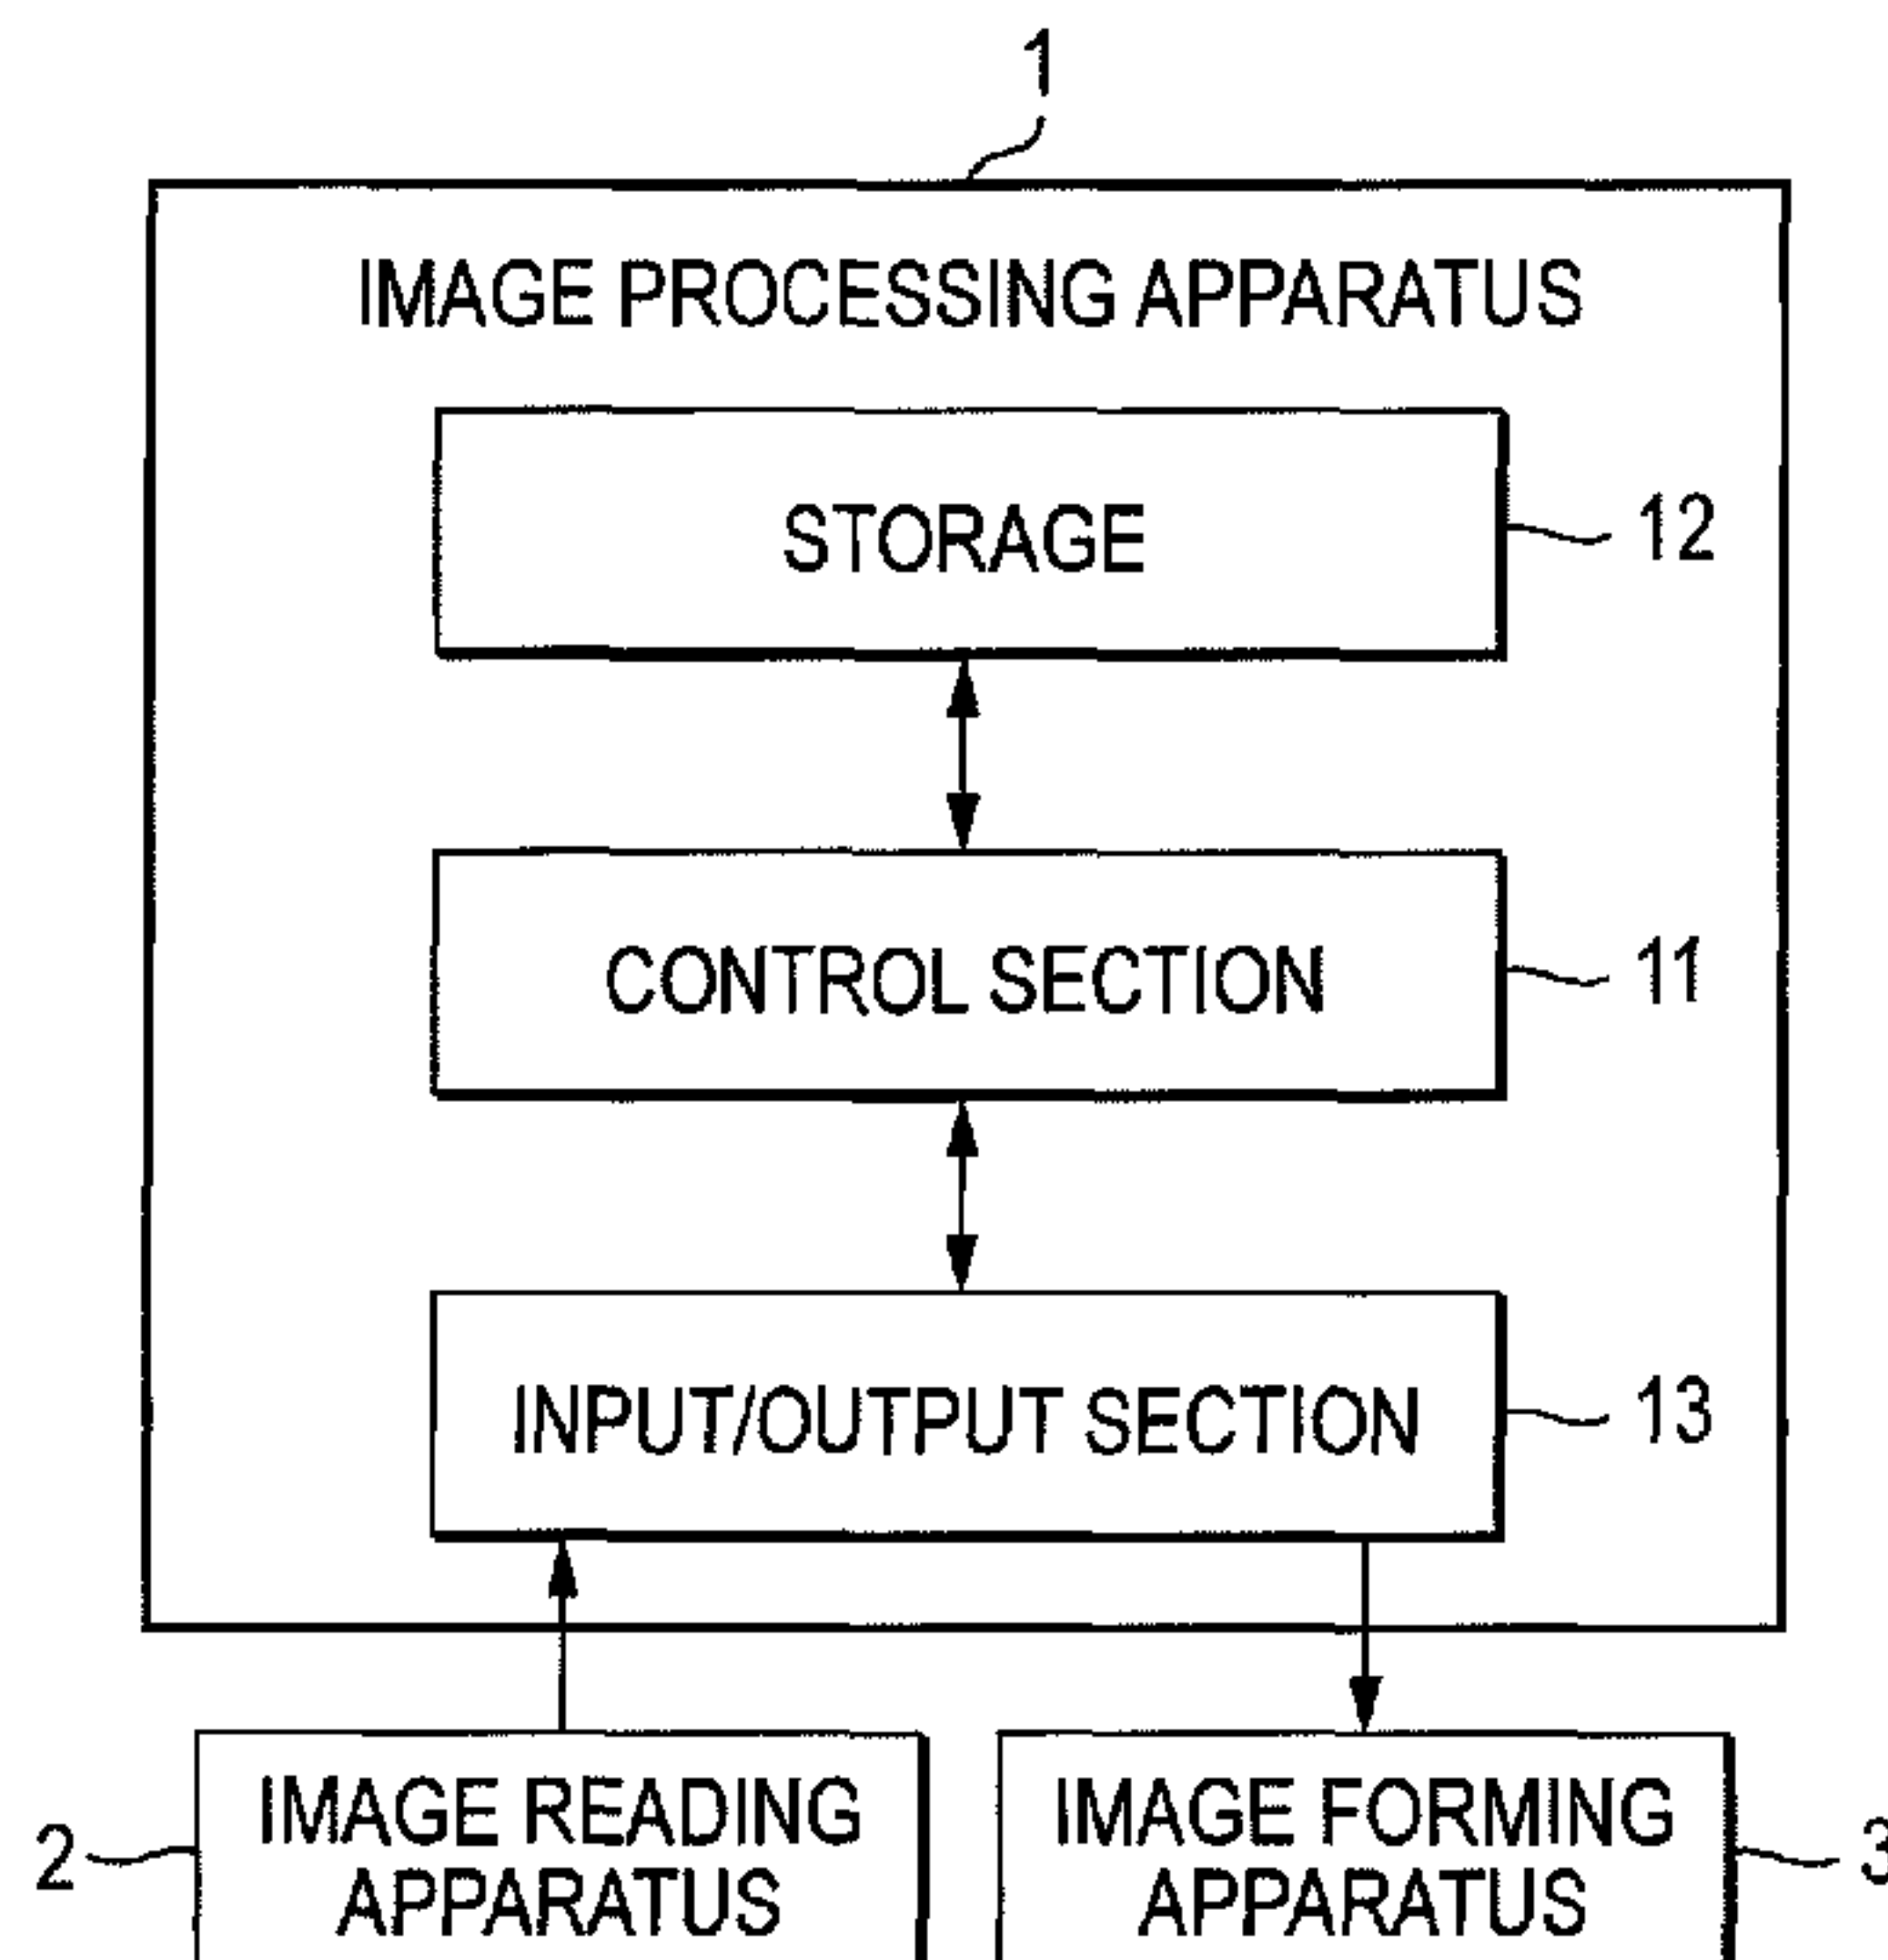 1
IMAGE PROCESSING APPARATUS
STORAGE
12
CONTROL SECTION
11
INPUT/OUTPUT SECTION
13
2
IMAGE READING
APPARATUS
IMAGE FORMING
APPARATUS
3